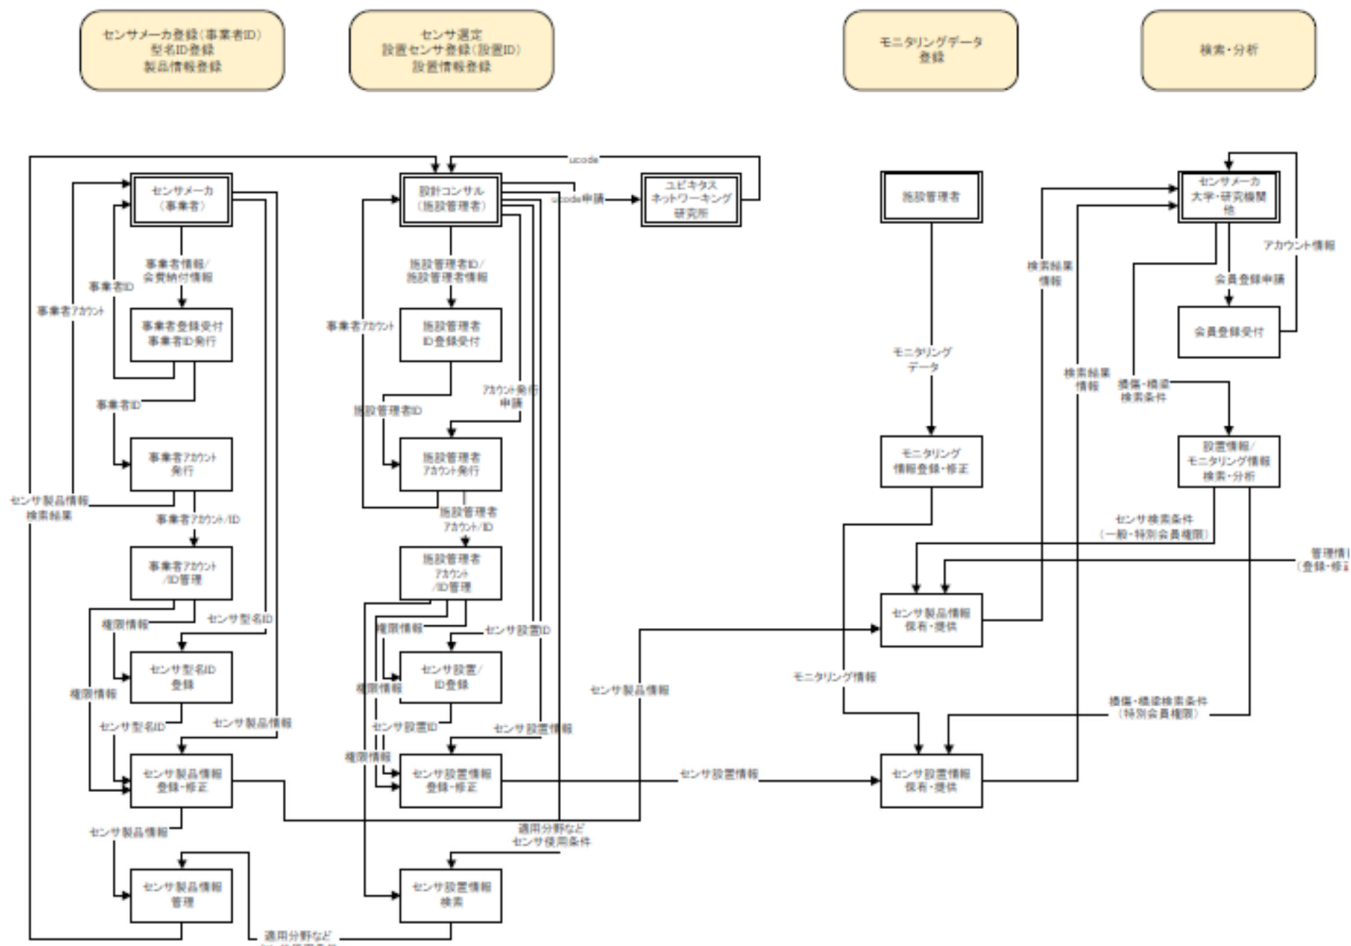 センサメーカ登録（事業者ID）
型名ID登録
製品情報登録
センサ選定
設置センサ登録（設置ID）
設置情報登録
モニタリングデータ
登録
検索・分析
ucode
センサメーカ
（事業者）
設計コンサル
（施設管理者）
ucode申請
ユビキタス
ネットワーキング
研究所
施設管理者
センサメーカ
大学・研究機関
他
アカウント情報
事業者情報/
会費納付情報
事業者ID
事業者アカウント
施設管理者ID/
施設管理者情報
検索結果
情報
会員登録申請
事業者登録受付
事業者ID発行
事業者アカウント
施設管理者
ID登録受付
会員登録受付
モニタリング
データ
検索結果
情報
損傷・橋梁
検索条件
事業者ID
施設管理者ID
アカウント発行
申請
事業者アカウント
発行
施設管理者
アカウント発行
モニタリング
情報登録・修正
設置情報/
モニタリング情報
検索・分析
センサ製品情報
検索結果
事業者アカウント/ID
施設管理者
アカウント/ID
センサ検索条件
（一般・特別会員権限）
管理情
（登録・修
事業者アカウント
/ID管理
施設管理者
アカウント
/ID管理
センサ製品情報
保有・提供
権限情報
センサ型名ID
権限情報
センサ設置ID
センサ型名ID
登録
センサ設置/
ID登録
権限情報
権限情報
センサ製品情報
モニタリング情報
センサ型名ID
センサ製品情報
センサ設置ID
センサ設置情報
損傷・橋梁検索条件
（特別会員権限）
権限情報
センサ製品情報
登録・修正
センサ設置情報
登録・修正
センサ設置情報
センサ設置情報
保有・提供
センサ製品情報
適用分野など
センサ使用条件
センサ製品情報
管理
センサ設置情報
検索
適用分野など